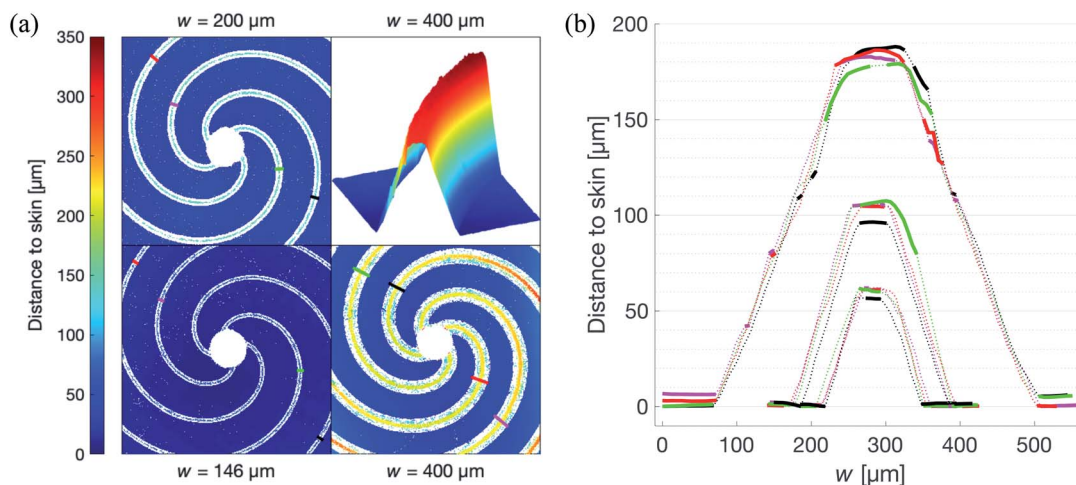 (a)
w = 200 µm
w = 400 µm
Distance to skin [µm]
350
300
250
200
150
100
50
0
w = 146 µm
w = 400 µm
(b)
Distance to skin [µm]
200
150
100
50
0
0
100
200
300
400
500
w [µm]